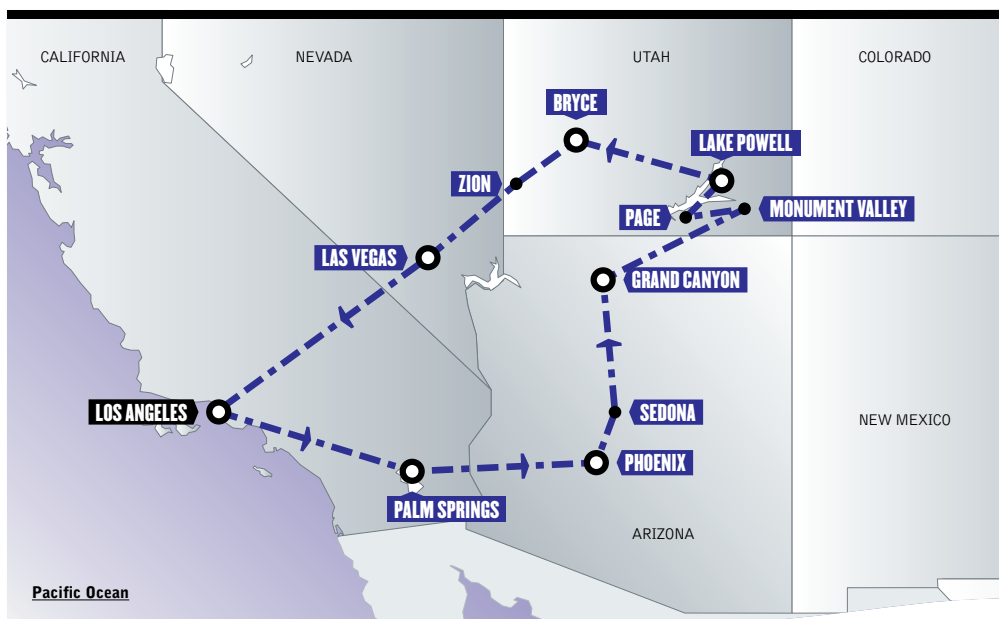 CALIFORNIA
NEVADA
UTAH
COLORADO
BRYCE
LAKE POWELL
ZION
PAGE
MONUMENT VALLEY
LAS VEGAS
GRAND CANYON
LOS ANGELES
SEDONA
NEW MEXICO
PHOENIX
PALM SPRINGS
ARIZONA
Pacific Ocean